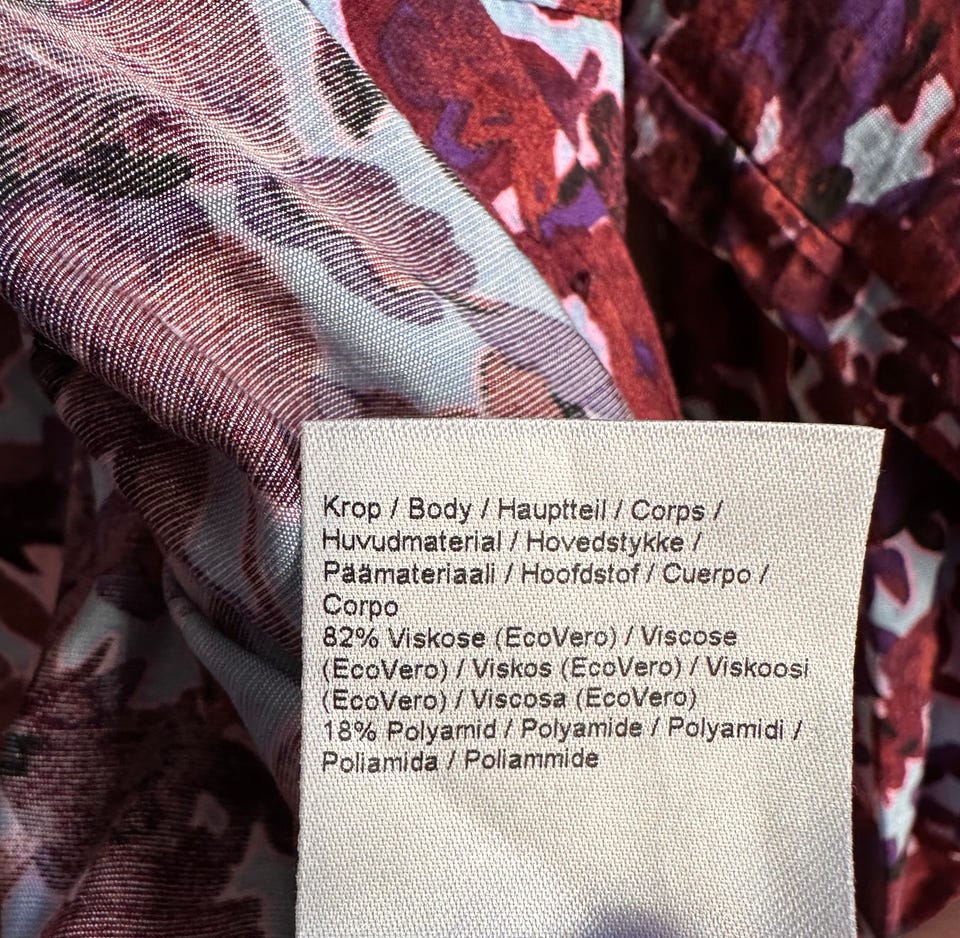 Krop / Body / Hauptteil / Corps /
Huvudmaterial / Hovedstykke /
Päämateriaali / Hoofdstof / Cuerpo /
Corpo
82% Viskose (EcoVero) / Viscose
(EcoVero) / Viskos (EcoVero) / Viskoosi
(EcoVero) / Viscosa (EcoVero)
18% Polyamid / Polyamide / Polyamidi /
Poliamida / Poliammide